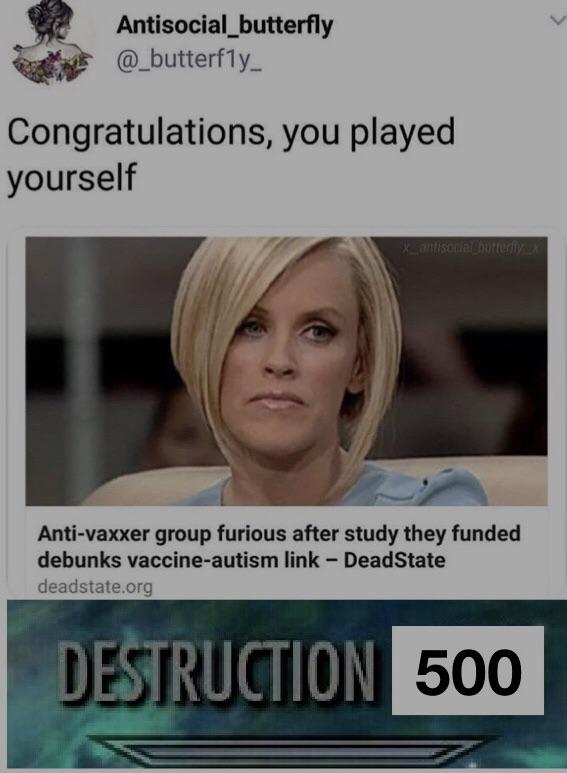 Antisocial_butterfly
@_butterf1y_
Congratulations, you played
yourself
x_antisocial_butterfly_x
Anti-vaxxer group furious after study they funded
debunks vaccine-autism link – DeadState
deadstate.org
DESTRUCTION 500